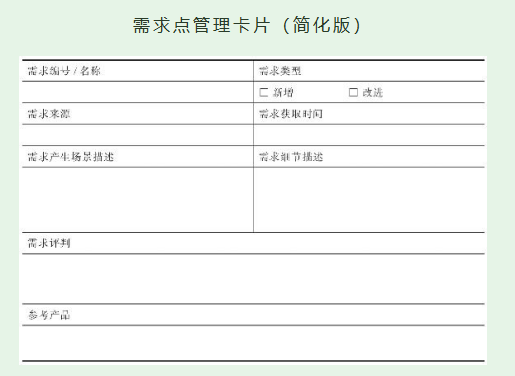 需求点管理卡片（简化版）
需求编号/名称 需求类型
□ 新增 □ 改进
需求来源 需求获取时间
需求产生场景描述 需求细节描述
需求评判
参考产品